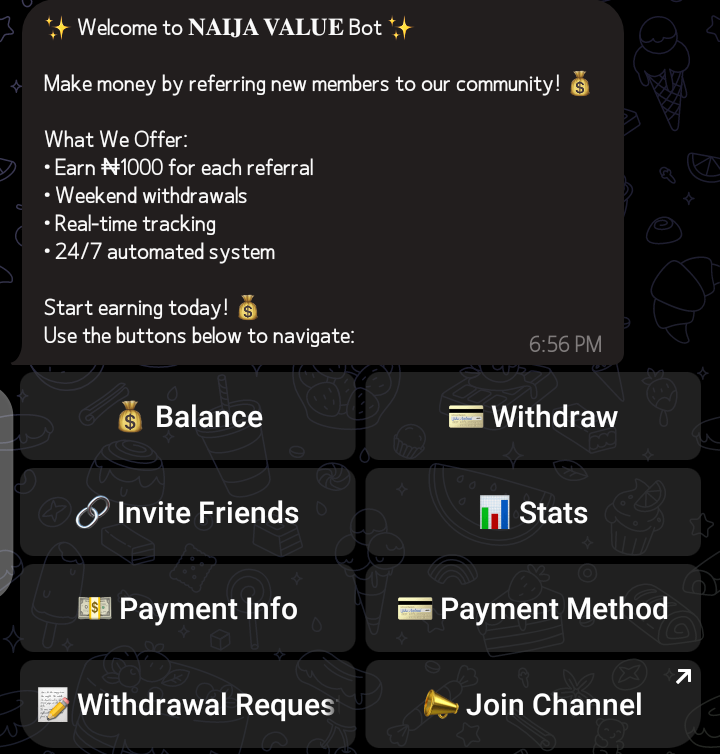 ✨ Welcome to NAIJA VALUE Bot ✨
Make money by referring new members to our community! 💰
What We Offer:
• Earn ₦1000 for each referral
• Weekend withdrawals
• Real-time tracking
• 24/7 automated system
Start earning today! 💰
Use the buttons below to navigate:
6:56 PM
💰 Balance
💳 Withdraw
🔗 Invite Friends
📊 Stats
💵 Payment Info
💳 Payment Method
📝 Withdrawal Reques
📣 Join Channel